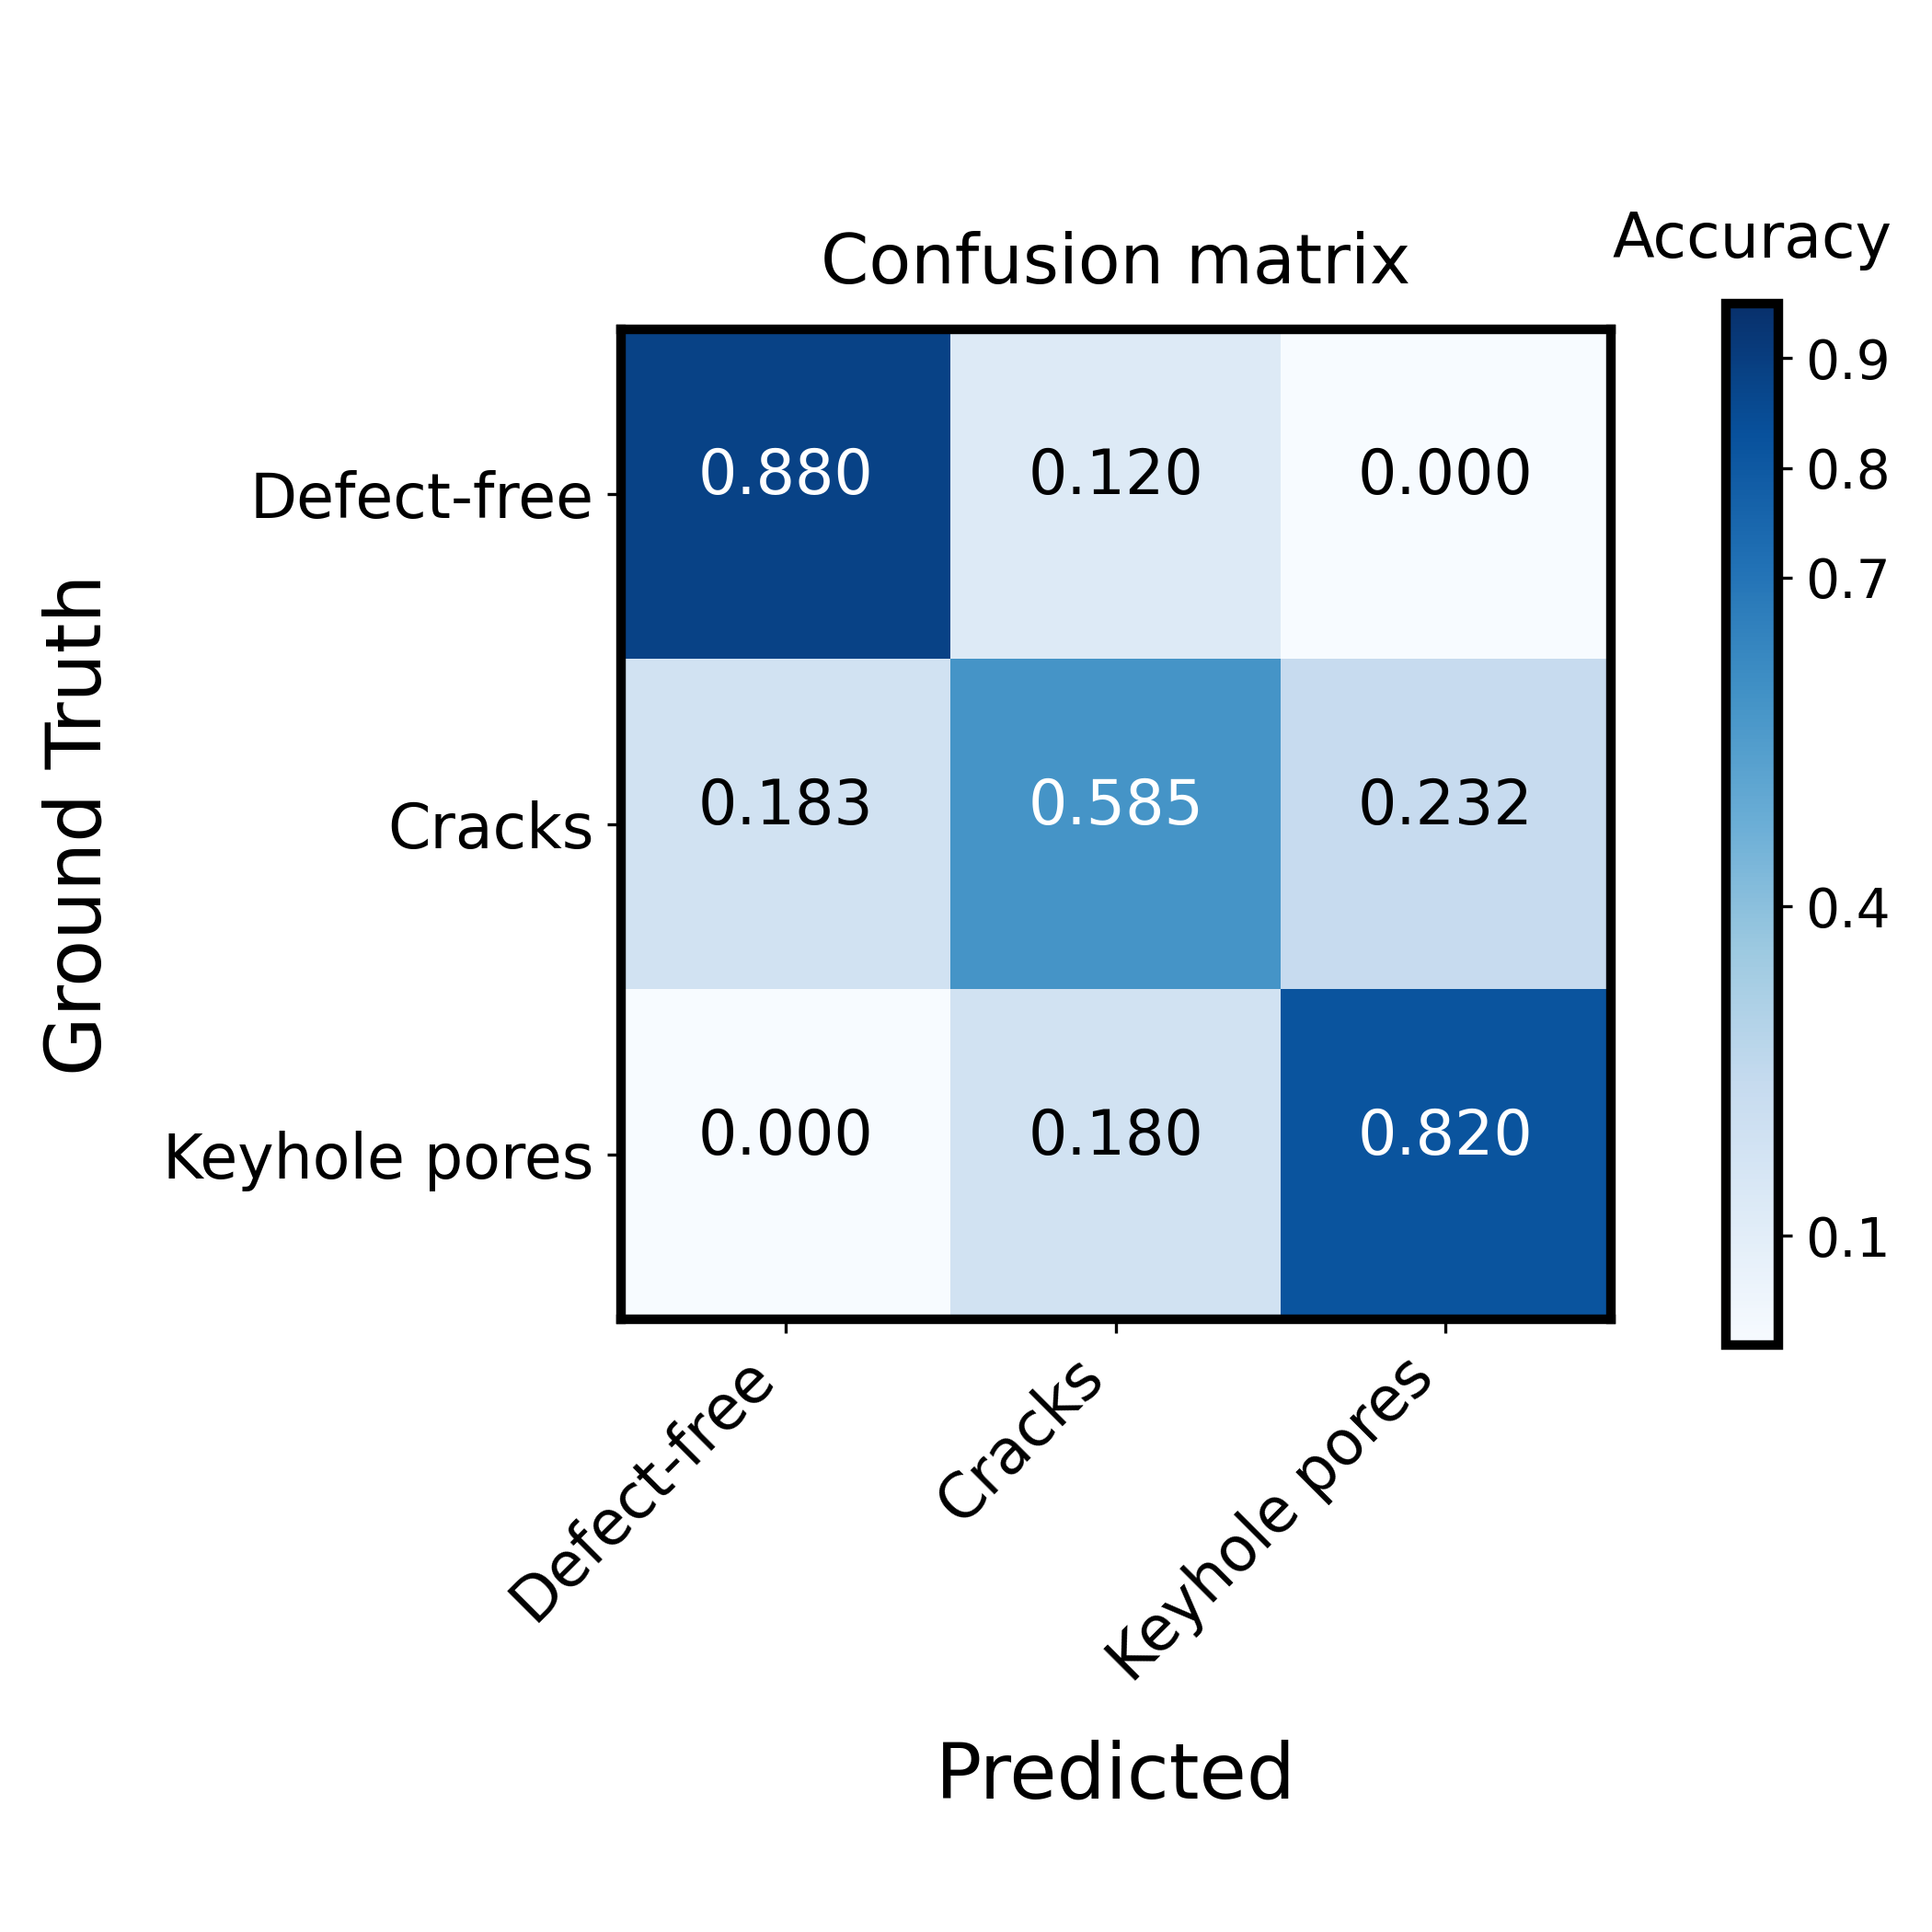 Confusion matrix
Accuracy
Ground Truth
Defect-free
0.880 0.120 0.000
Cracks
0.183 0.585 0.232
Keyhole pores
0.000 0.180 0.820
0.9
0.8
0.7
0.4
0.1
Defect-free
Cracks
Keyhole pores
Predicted